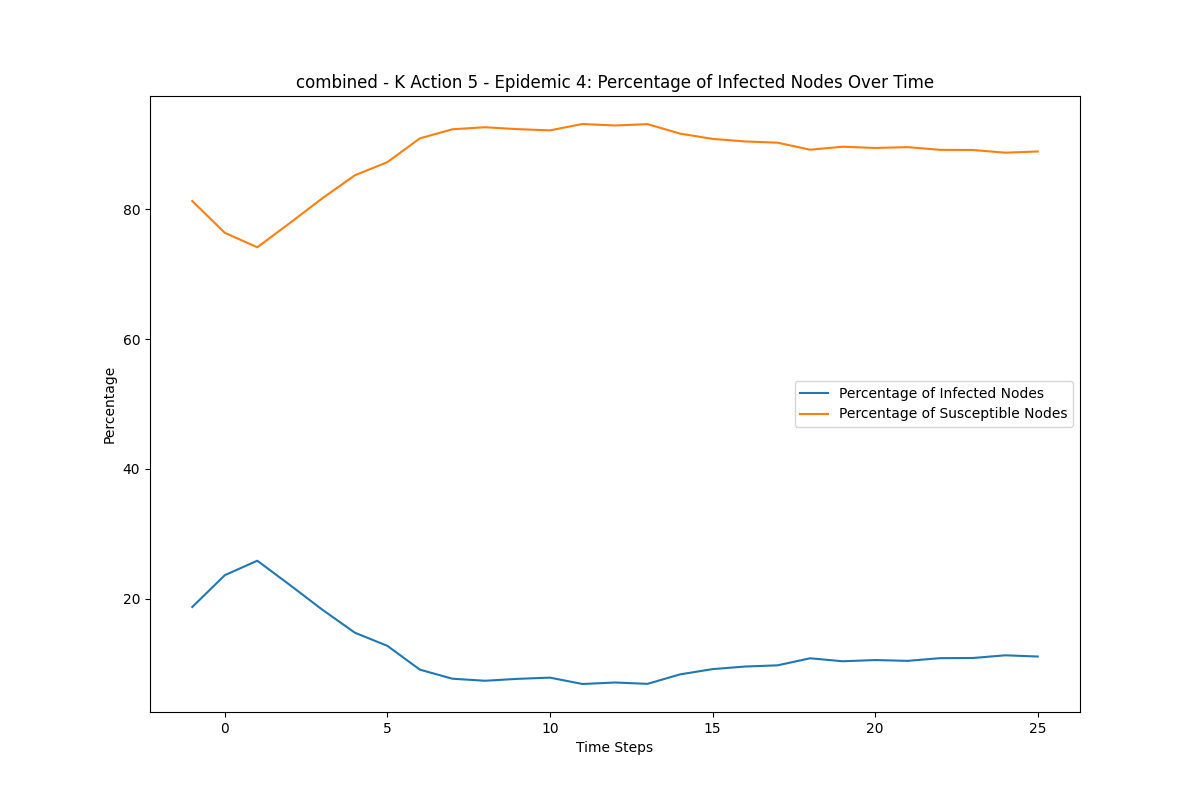 combined - K Action 5 - Epidemic 4: Percentage of Infected Nodes Over Time
80
60
40
20
Percentage
Percentage of Infected Nodes
Percentage of Susceptible Nodes
0 5 10 15 20 25
Time Steps